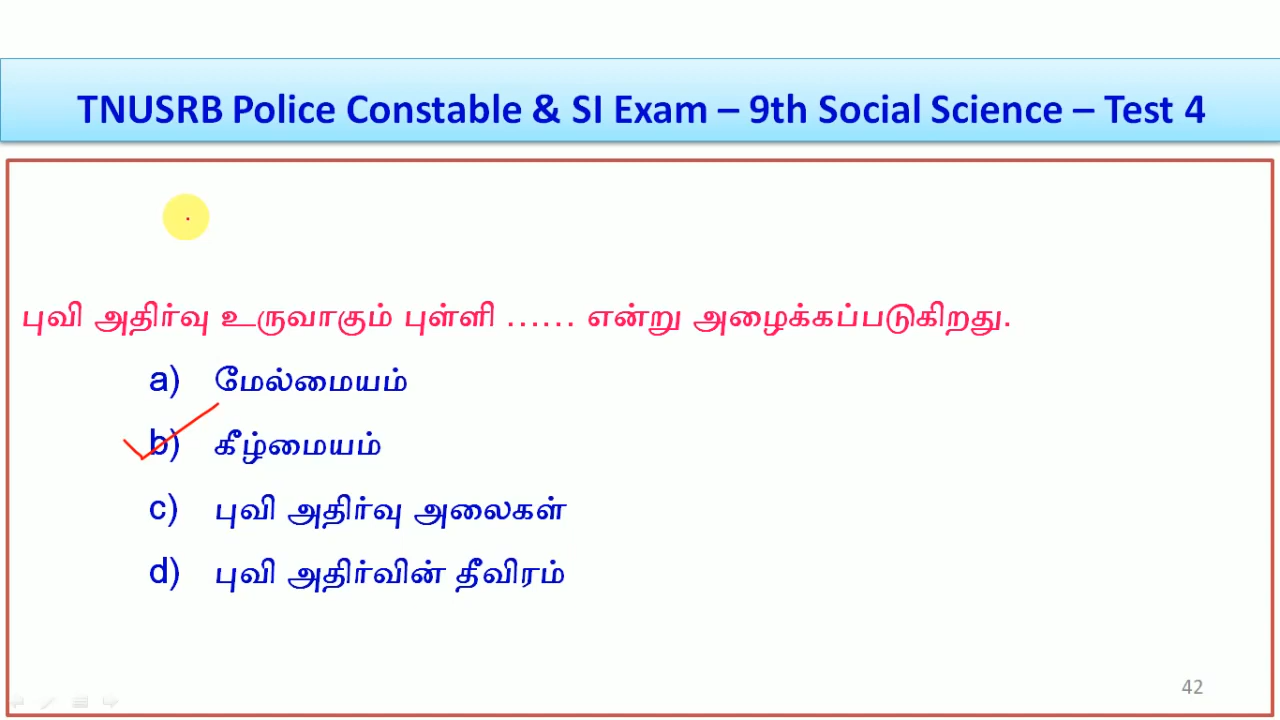 TNUSRB Police Constable & SI Exam – 9th Social Science – Test 4
புவி அதிர்வு உருவாகும் புள்ளி ...... என்று அழைக்கப்படுகிறது.
a) மேல்மையம்
b) கீழ்மையம்
c) புவி அதிர்வு அலைகள்
d) புவி அதிர்வின் தீவிரம்
42